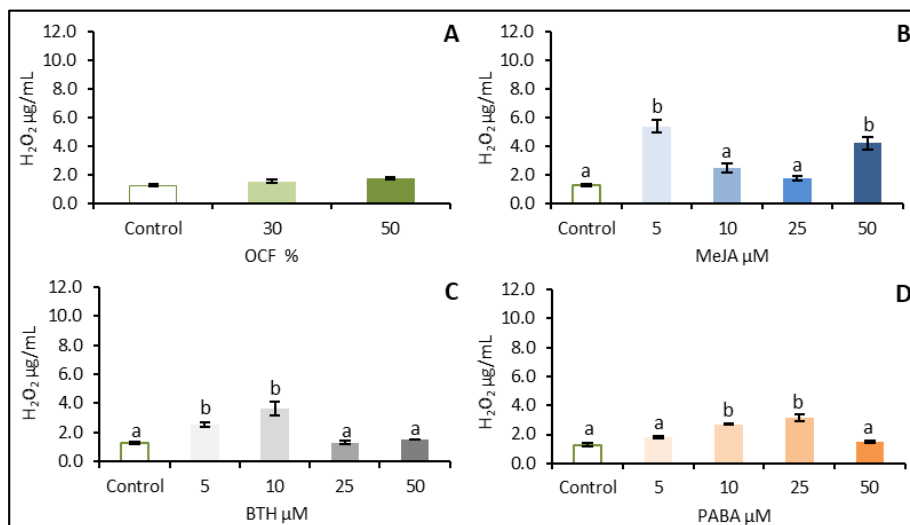 A
12.0
10.0
8.0
6.0
4.0
2.0
0.0
H₂O₂ µg/mL
Control 30 50
OCF %
B
12.0
10.0
8.0
6.0
4.0
2.0
0.0
H₂O₂ µg/mL
a b a a b
Control 5 10 25 50
MeJA µM
C
12.0
10.0
8.0
6.0
4.0
2.0
0.0
H₂O₂ µg/mL
a b b a a
Control 5 10 25 50
BTH µM
D
12.0
10.0
8.0
6.0
4.0
2.0
0.0
H₂O₂ µg/mL
a a b b a
Control 5 10 25 50
PABA µM